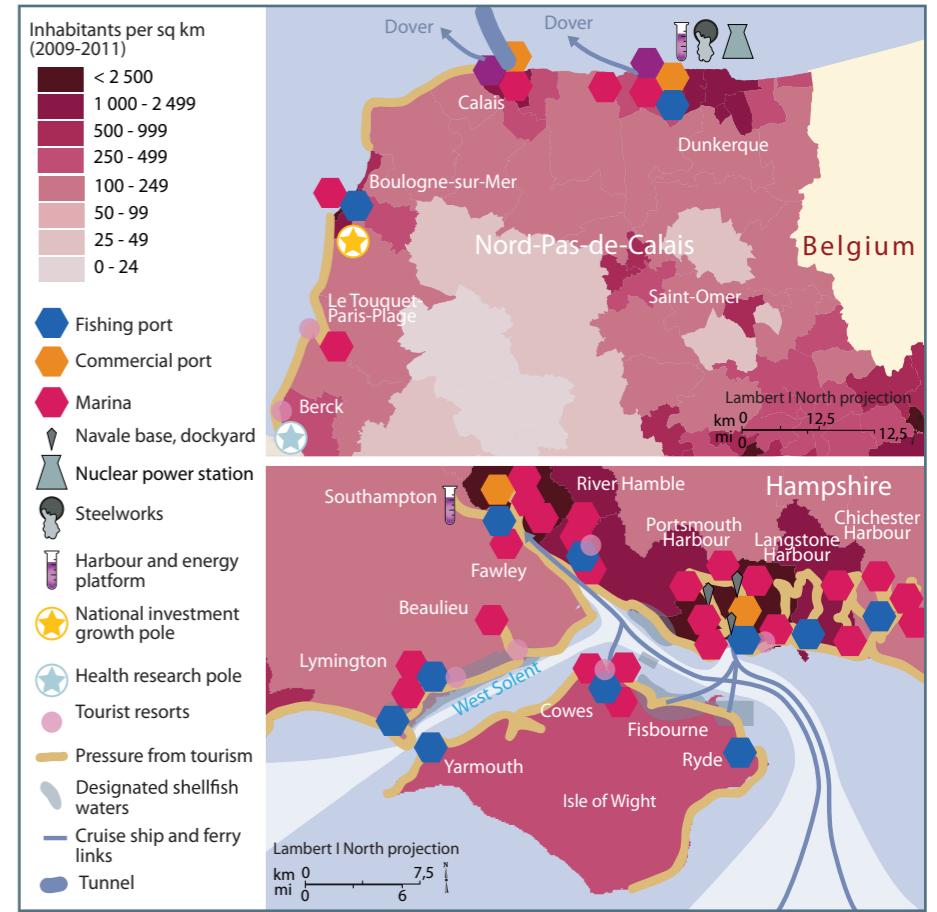 Inhabitants per sq km
(2009-2011)
< 2 500
1 000 - 2 499
500 - 999
250 - 499
100 - 249
50 - 99
25 - 49
0 - 24
Fishing port
Commercial port
Marina
Navale base, dockyard
Nuclear power station
Steelworks
Harbour and energy
platform
National investment
growth pole
Health research pole
Tourist resorts
Pressure from tourism
Designated shellfish
waters
Cruise ship and ferry
links
Tunnel
Dover
Dover
Calais
Dunkerque
Boulogne-sur-Mer
Nord-Pas-de-Calais
Belgium
Saint-Omer
Le Touquet-
Paris-Plage
Berck
Lambert I North projection
km 0 12,5
mi 0 12,5
Southampton
River Hamble
Hampshire
Portsmouth
Harbour
Langstone
Harbour
Chichester
Harbour
Fawley
Beaulieu
Lymington
West Solent
Cowes
Fisbourne
Ryde
Yarmouth
Isle of Wight
Lambert I North projection
km 0 7,5
mi 0 6
N